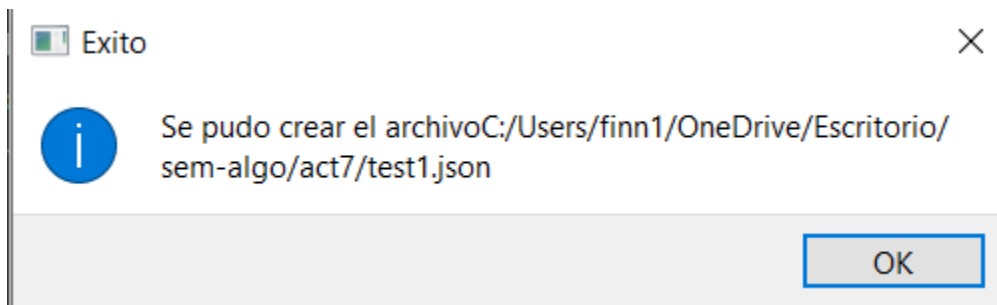 Exito
Se pudo crear el archivoC:/Users/finn1/OneDrive/Escritorio/
sem-algo/act7/test1.json
OK